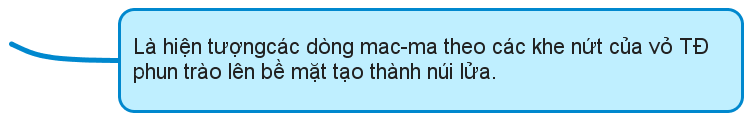 Là hiện tượngcác dòng mac-ma theo các khe nứt của vỏ TĐ
phun trào lên bề mặt tạo thành núi lửa.